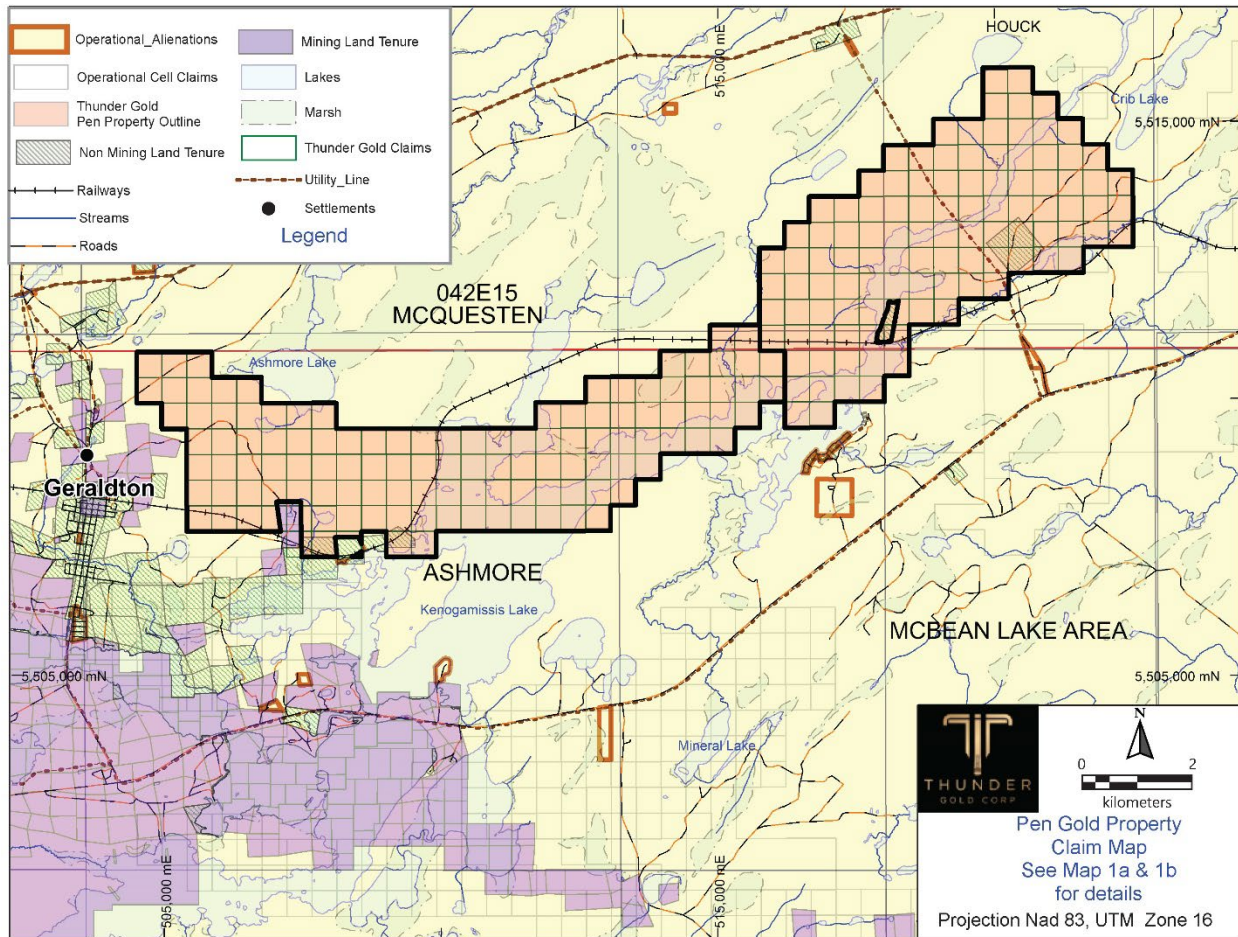 Operational_Alienations
Operational Cell Claims
Thunder Gold
Pen Property Outline
Non Mining Land Tenure
Railways
Streams
Roads
Mining Land Tenure
Lakes
Marsh
Thunder Gold Claims
Utility_Line
Settlements
Legend
515,000 mE
HOUCK
Crib Lake
5,515,000 mN
042E15
MCQUESTEN
Ashmore Lake
Geraldton
ASHMORE
Kenogamissis Lake
MCBEAN LAKE AREA
5,505,000 mN
5,505,000 mN
Mineral Lake
505,000 mE
515,000 mE
THUNDER
GOLD CORP
N
0 2
kilometers
Pen Gold Property
Claim Map
See Map 1a & 1b
for details
Projection Nad 83, UTM Zone 16